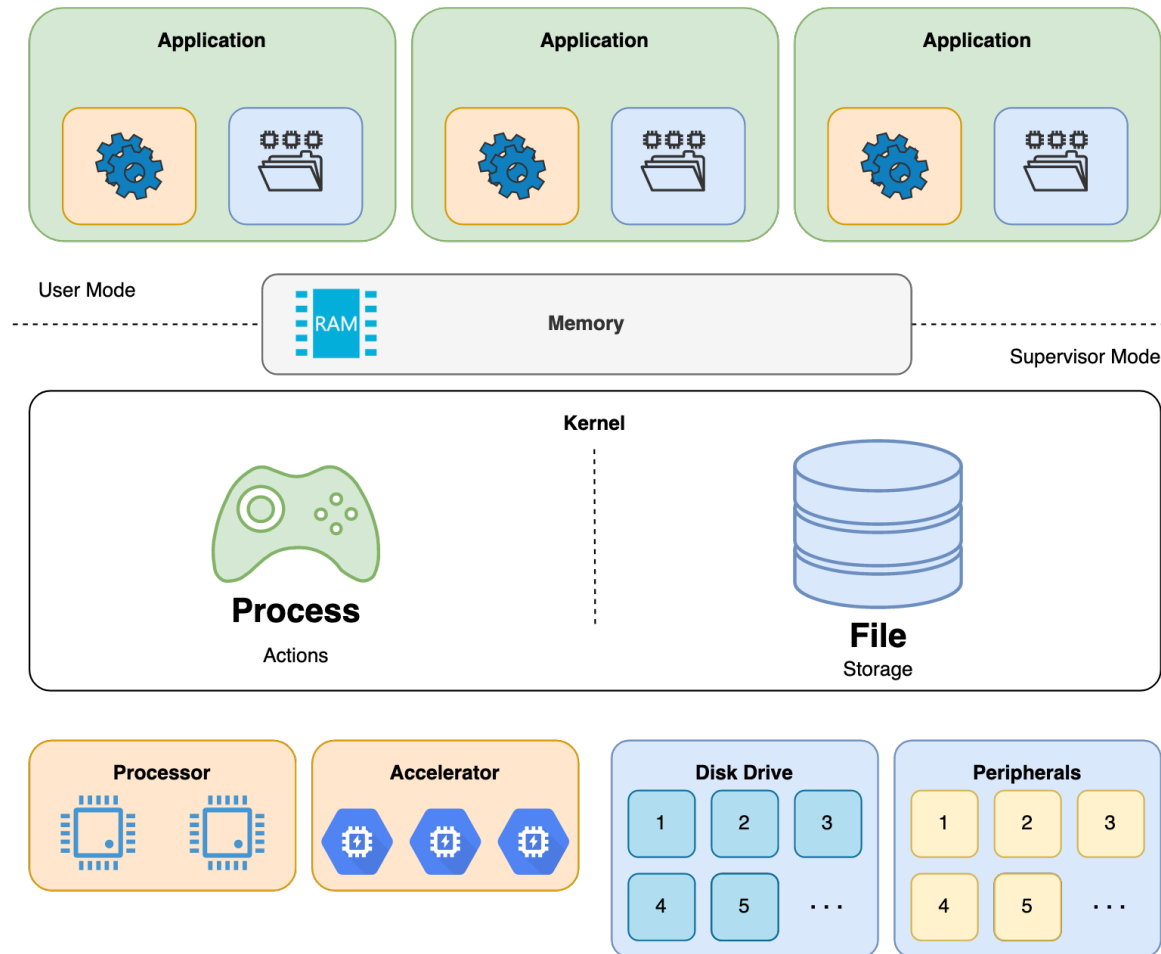 Application
Application
Application
User Mode
RAM
Memory
Supervisor Mode
Kernel
Process
Actions
File
Storage
Processor
Accelerator
Disk Drive
1 2 3
4 5 ...
Peripherals
1 2 3
4 5 ...